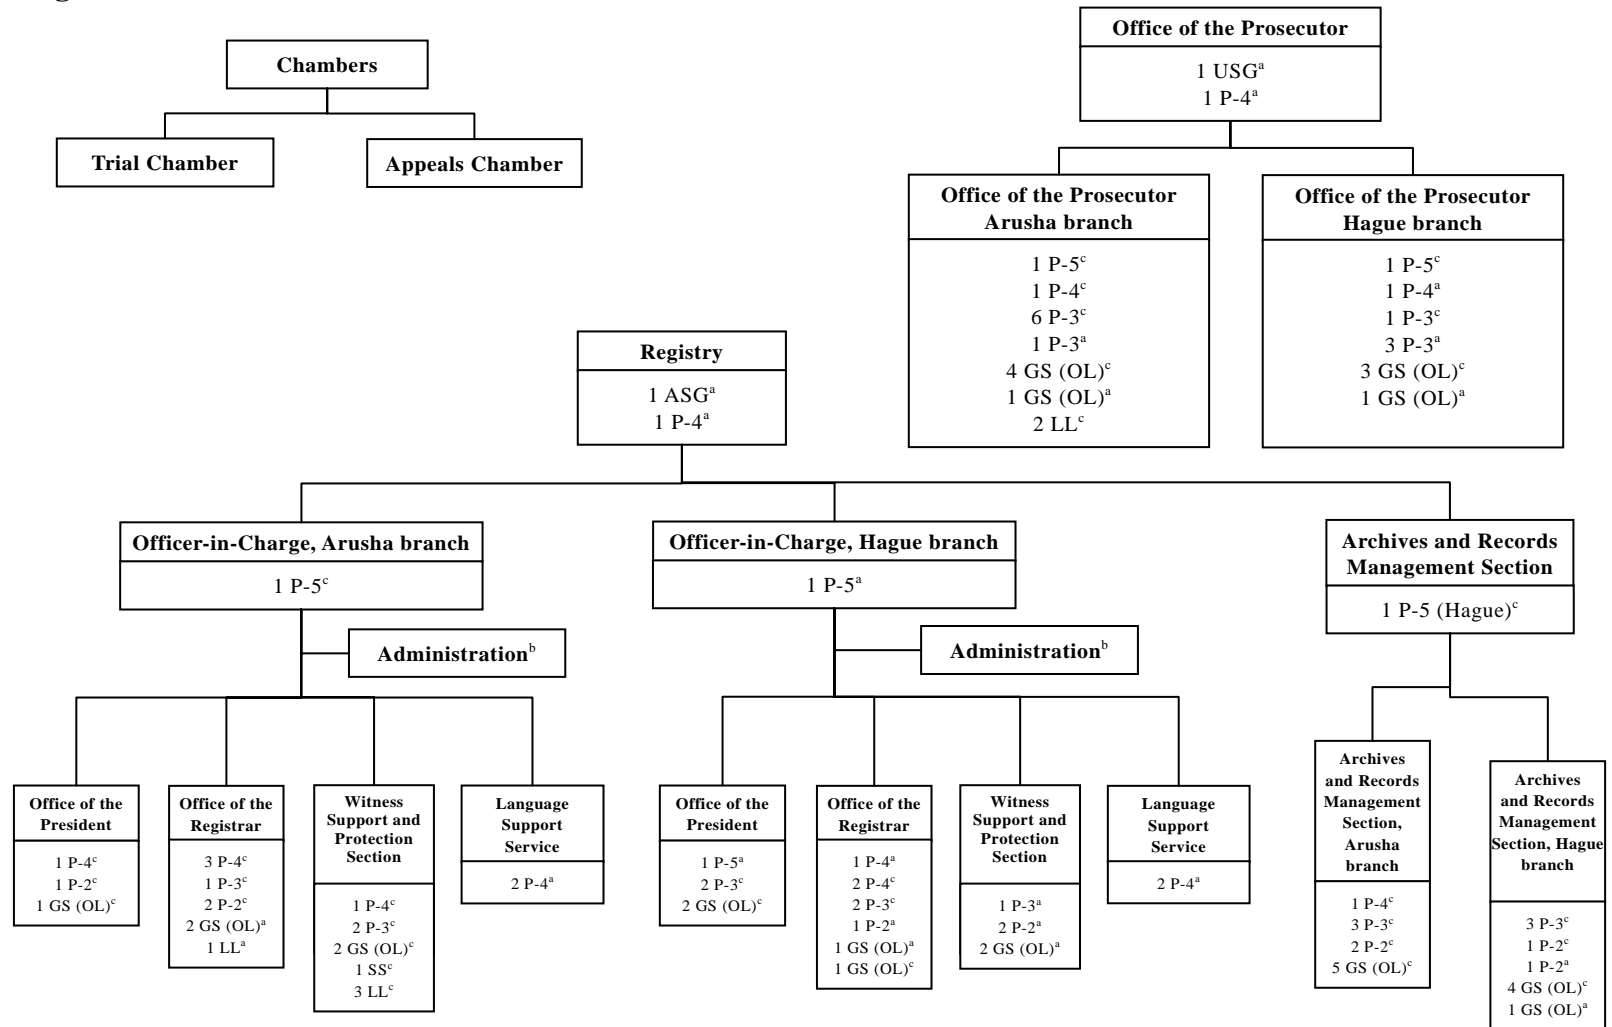 Chambers
Trial Chamber
Appeals Chamber
Office of the Prosecutor
1 USGᵃ
1 P-4ᵃ
Office of the Prosecutor
Arusha branch
1 P-5ᶜ
1 P-4ᶜ
6 P-3ᶜ
1 P-3ᵃ
4 GS (OL)ᶜ
1 GS (OL)ᵃ
2 LLᶜ
Office of the Prosecutor
Hague branch
1 P-5ᶜ
1 P-4ᵃ
1 P-3ᶜ
3 P-3ᵃ
3 GS (OL)ᶜ
1 GS (OL)ᵃ
Registry
1 ASGᵃ
1 P-4ᵃ
Officer-in-Charge, Arusha branch
1 P-5ᶜ
Administrationᵇ
Office of the
President
1 P-4ᶜ
1 P-2ᶜ
1 GS (OL)ᶜ
Office of the
Registrar
3 P-4ᶜ
1 P-3ᶜ
2 P-2ᶜ
2 GS (OL)ᵃ
1 LLᵃ
Witness
Support and
Protection
Section
1 P-4ᶜ
2 P-3ᶜ
2 GS (OL)ᶜ
1 SSᶜ
3 LLᶜ
Language
Support
Service
2 P-4ᵃ
Officer-in-Charge, Hague branch
1 P-5ᵃ
Administrationᵇ
Office of the
President
1 P-5ᵃ
2 P-3ᶜ
2 GS (OL)ᶜ
Office of the
Registrar
1 P-4ᵃ
2 P-4ᶜ
2 P-3ᶜ
1 P-2ᵃ
1 GS (OL)ᵃ
1 GS (OL)ᶜ
Witness
Support and
Protection
Section
1 P-3ᵃ
2 P-2ᵃ
2 GS (OL)ᵃ
Language
Support
Service
2 P-4ᵃ
Archives and Records
Management Section
1 P-5 (Hague)ᶜ
Archives
and Records
Management
Section,
Arusha
branch
1 P-4ᶜ
3 P-3ᶜ
2 P-2ᶜ
5 GS (OL)ᶜ
Archives
and Records
Management
Section, Hague
branch
3 P-3ᶜ
1 P-2ᶜ
1 P-2ᵃ
4 GS (OL)ᶜ
1 GS (OL)ᵃ